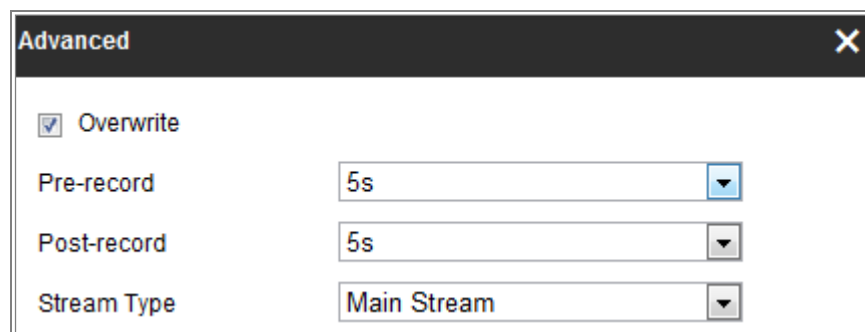 Advanced
Overwrite
Pre-record 5s
Post-record 5s
Stream Type Main Stream